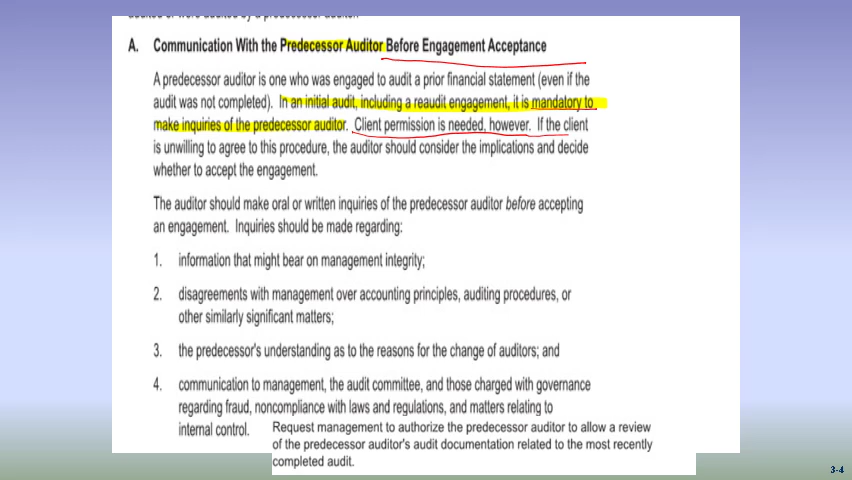 A. Communication With the Predecessor Auditor Before Engagement Acceptance
A predecessor auditor is one who was engaged to audit a prior financial statement (even if the
audit was not completed). In an initial audit, including a reaudit engagement, it is mandatory to
make inquiries of the predecessor auditor. Client permission is needed, however. If the client
is unwilling to agree to this procedure, the auditor should consider the implications and decide
whether to accept the engagement.
The auditor should make oral or written inquiries of the predecessor auditor before accepting
an engagement. Inquiries should be made regarding:
1. information that might bear on management integrity;
2. disagreements with management over accounting principles, auditing procedures, or
other similarly significant matters;
3. the predecessor's understanding as to the reasons for the change of auditors; and
4. communication to management, the audit committee, and those charged with governance
regarding fraud, noncompliance with laws and regulations, and matters relating to
internal control.
Request management to authorize the predecessor auditor to allow a review
of the predecessor auditor's audit documentation related to the most recently
completed audit.
3-4